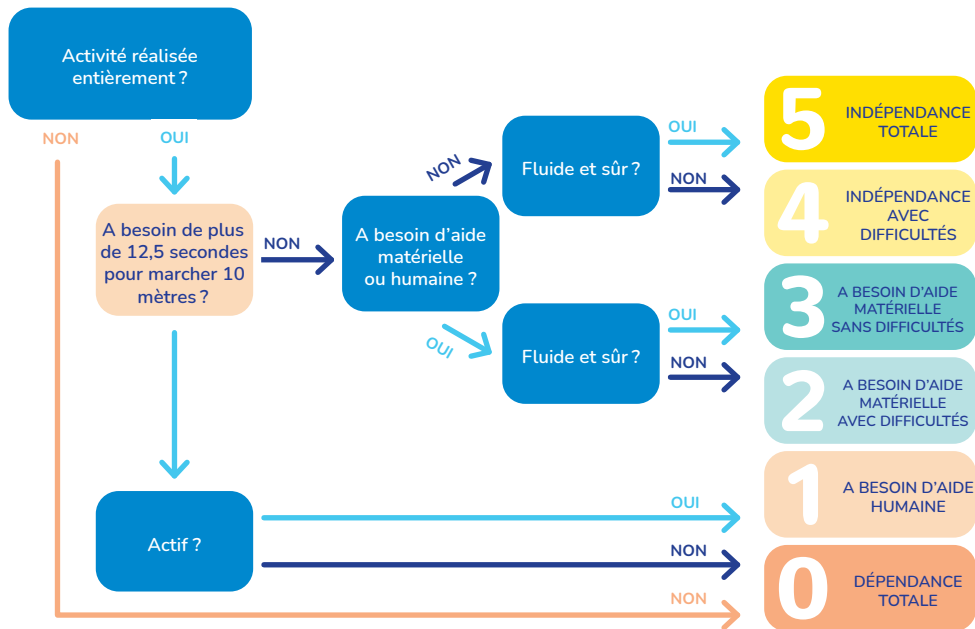 Activité réalisée
entièrement ?
NON
OUI
A besoin de plus
de 12,5 secondes
pour marcher 10
mètres ?
NON
A besoin d'aide
matérielle
ou humaine ?
NON
Fluide et sûr ?
OUI
NON
OUI
Fluide et sûr ?
OUI
NON
Actif ?
OUI
NON
NON
5
INDÉPENDANCE
TOTALE
4
INDÉPENDANCE
AVEC
DIFFICULTÉS
3
A BESOIN D'AIDE
MATÉRIELLE
SANS DIFFICULTÉS
2
A BESOIN D'AIDE
MATÉRIELLE
AVEC DIFFICULTÉS
1
A BESOIN D'AIDE
HUMAINE
0
DÉPENDANCE
TOTALE